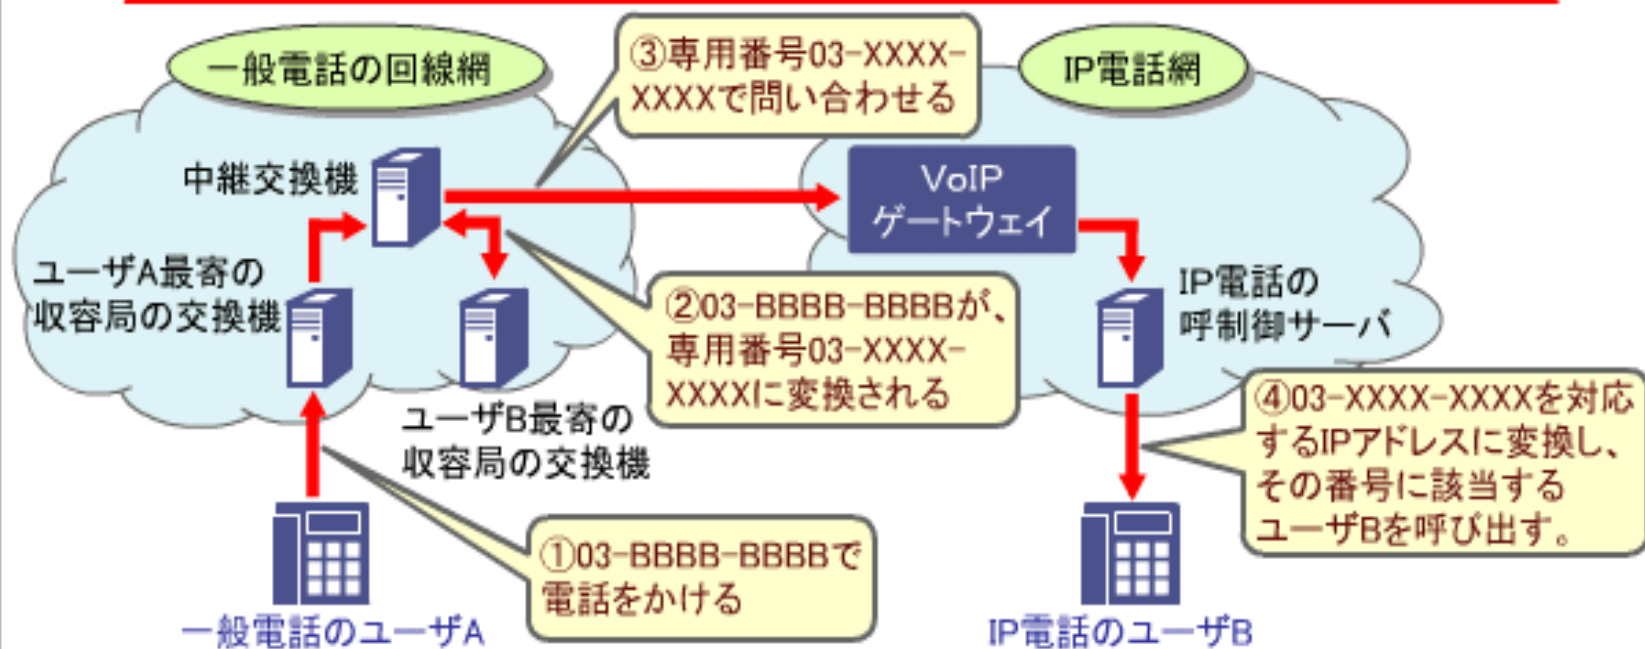 一般電話の回線網
③専用番号03-XXXX-
XXXXで問い合わせる
IP電話網
中継交換機
VoIP
ゲートウェイ
ユーザA最寄の
収容局の交換機
②03-BBBB-BBBBが、
専用番号03-XXXX-
XXXXに変換される
IP電話の
呼制御サーバ
ユーザB最寄の
収容局の交換機
④03-XXXX-XXXXを対応
するIPアドレスに変換し、
その番号に該当する
ユーザBを呼び出す。
①03-BBBB-BBBBで
電話をかける
一般電話のユーザA
IP電話のユーザB